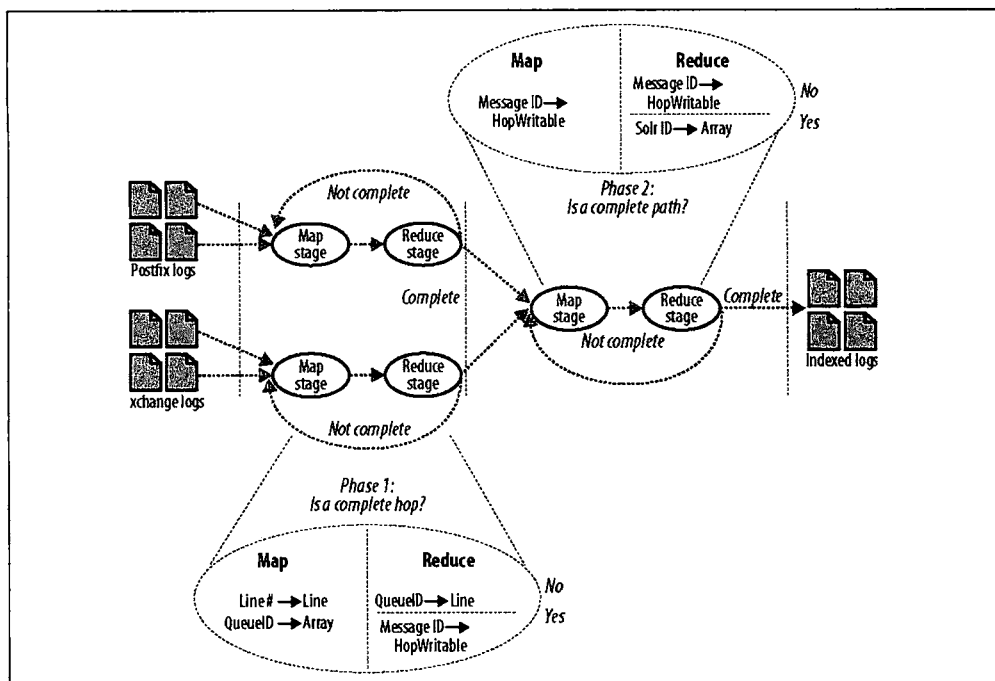 Map
Message ID→
HopWritable
Reduce
Message ID→
HopWritable
Solr ID→Array
No
Yes
Phase 2:
Is a complete path?
Not complete
Map
stage
Reduce
stage
Postfix logs
Complete
Map
stage
Reduce
stage
Complete
Not complete
Indexed logs
Map
stage
Reduce
stage
xchange logs
Not complete
Phase 1:
Is a complete hop?
Map
Line#→Line
QueueID→Array
Reduce
QueueID→Line
Message ID→
HopWritable
No
Yes